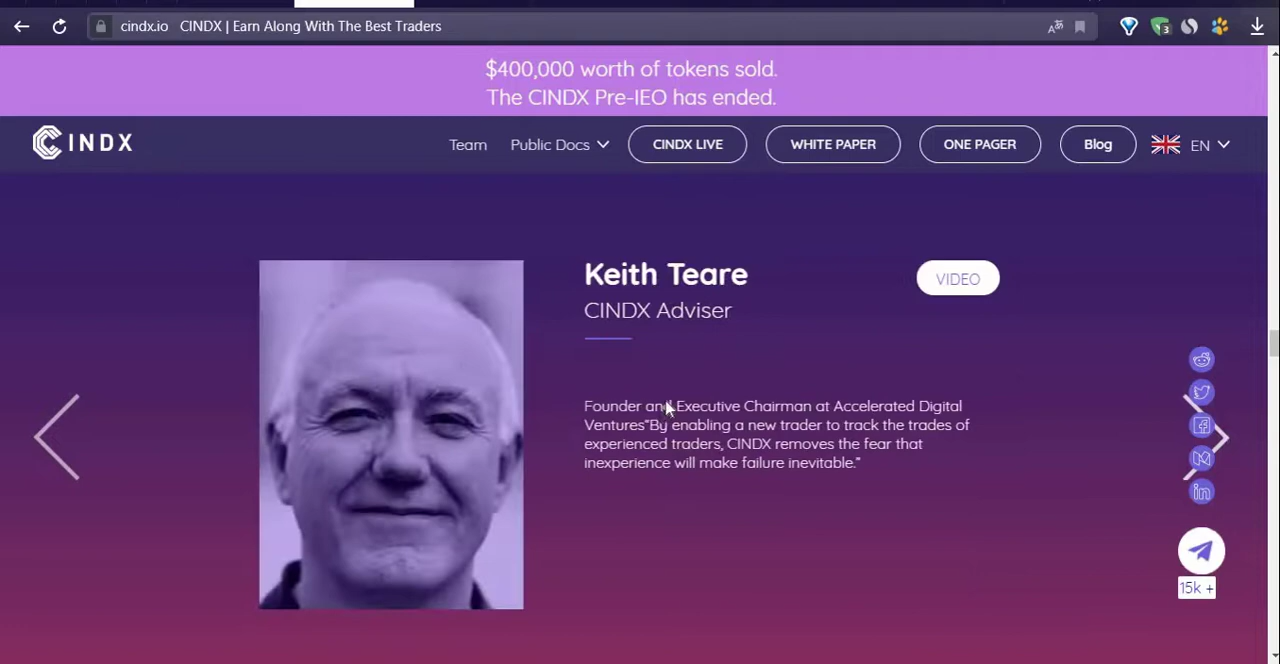 cindx.io CINDX | Earn Along With The Best Traders
3
$400,000 worth of tokens sold.
The CINDX Pre-IEO has ended.
CINDX
Team
Public Docs
CINDX LIVE
WHITE PAPER
ONE PAGER
Blog
EN
Keith Teare
VIDEO
CINDX Adviser
Founder and Executive Chairman at Accelerated Digital
Ventures"By enabling a new trader to track the trades of
experienced traders, CINDX removes the fear that
inexperience will make failure inevitable."
15k +